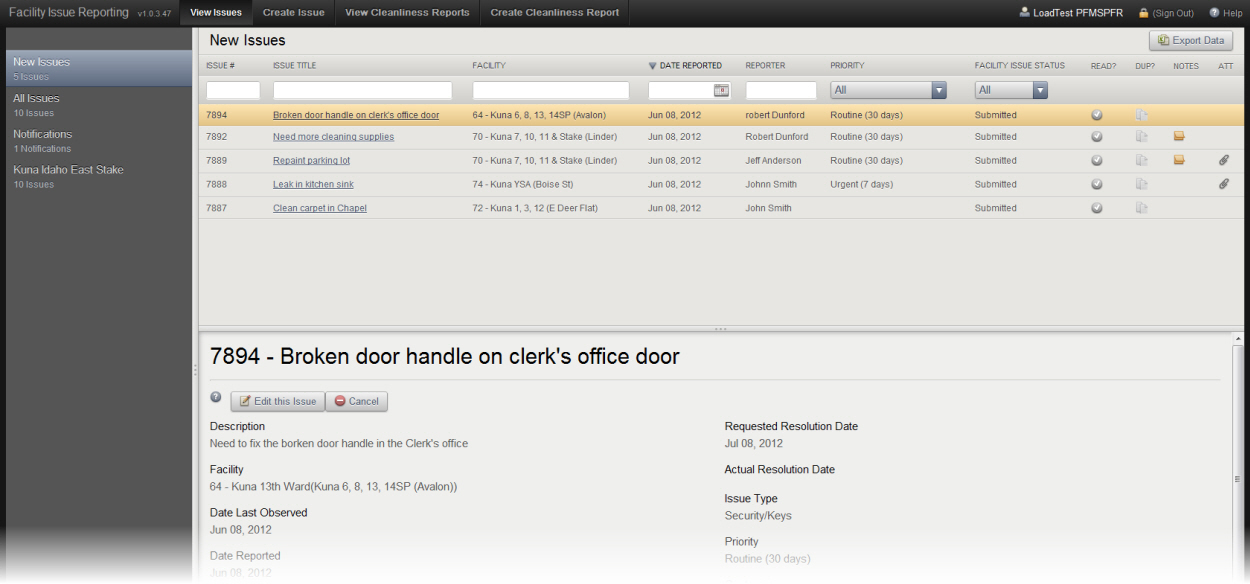 Facility Issue Reporting v1.0.3.47 View Issues Create Issue View Cleanliness Reports Create Cleanliness Report LoadTest PFMSPFR (Sign Out) Help
New Issues
5 Issues
All Issues
10 Issues
Notifications
1 Notifications
Kuna Idaho East Stake
10 Issues
New Issues Export Data
ISSUE # ISSUE TITLE FACILITY DATE REPORTED REPORTER PRIORITY FACILITY ISSUE STATUS READ? DUP? NOTES ATT
All All
7894 Broken door handle on clerk's office door 64 - Kuna 6, 8, 13, 14SP (Avalon) Jun 08, 2012 robert Dunford Routine (30 days) Submitted
7892 Need more cleaning supplies 70 - Kuna 7, 10, 11 & Stake (Linder) Jun 08, 2012 Robert Dunford Routine (30 days) Submitted
7889 Repaint parking lot 70 - Kuna 7, 10, 11 & Stake (Linder) Jun 08, 2012 Jeff Anderson Routine (30 days) Submitted
7888 Leak in kitchen sink 74 - Kuna YSA (Boise St) Jun 08, 2012 Johnn Smith Urgent (7 days) Submitted
7887 Clean carpet in Chapel 72 - Kuna 1, 3, 12 (E Deer Flat) Jun 08, 2012 John Smith Submitted
7894 - Broken door handle on clerk's office door
Edit this Issue Cancel
Description
Need to fix the borken door handle in the Clerk's office
Facility
64 - Kuna 13th Ward(Kuna 6, 8, 13, 14SP (Avalon))
Date Last Observed
Jun 08, 2012
Date Reported
Jun 08, 2012
Requested Resolution Date
Jul 08, 2012
Actual Resolution Date
Issue Type
Security/Keys
Priority
Routine (30 days)